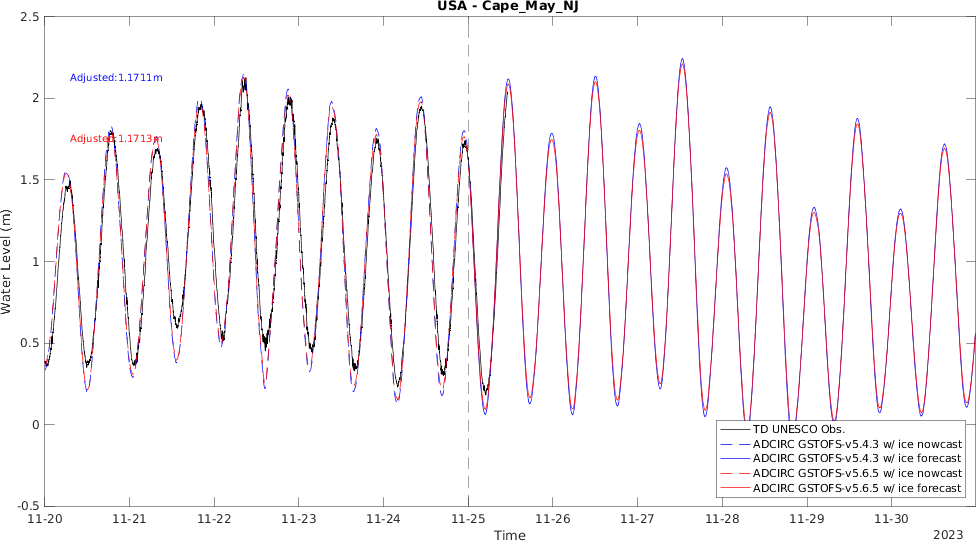 USA - Cape_May_NJ
2.5
2
1.5
1
0.5
0
-0.5
Water Level (m)
Adjusted:1.1711m
Adjusted:1.1713m
TD UNESCO Obs.
ADCIRC GSTOFS-v5.4.3 w/ ice nowcast
ADCIRC GSTOFS-v5.4.3 w/ ice forecast
ADCIRC GSTOFS-v5.6.5 w/ ice nowcast
ADCIRC GSTOFS-v5.6.5 w/ ice forecast
11-20 11-21 11-22 11-23 11-24 11-25 11-26 11-27 11-28 11-29 11-30
Time
2023